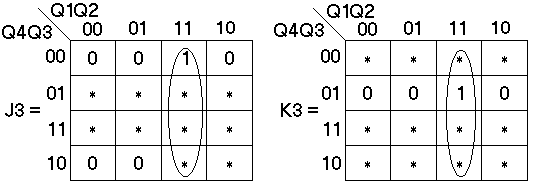 Q1Q2 Q1Q2
Q4Q3 00 01 11 10 Q4Q3 00 01 11 10
00 0 0 1 0 00 * * * *
01 * * * * 01 0 0 1 0
J3 = K3 =
11 * * * * 11 * * * *
10 0 0 * * 10 * * * *